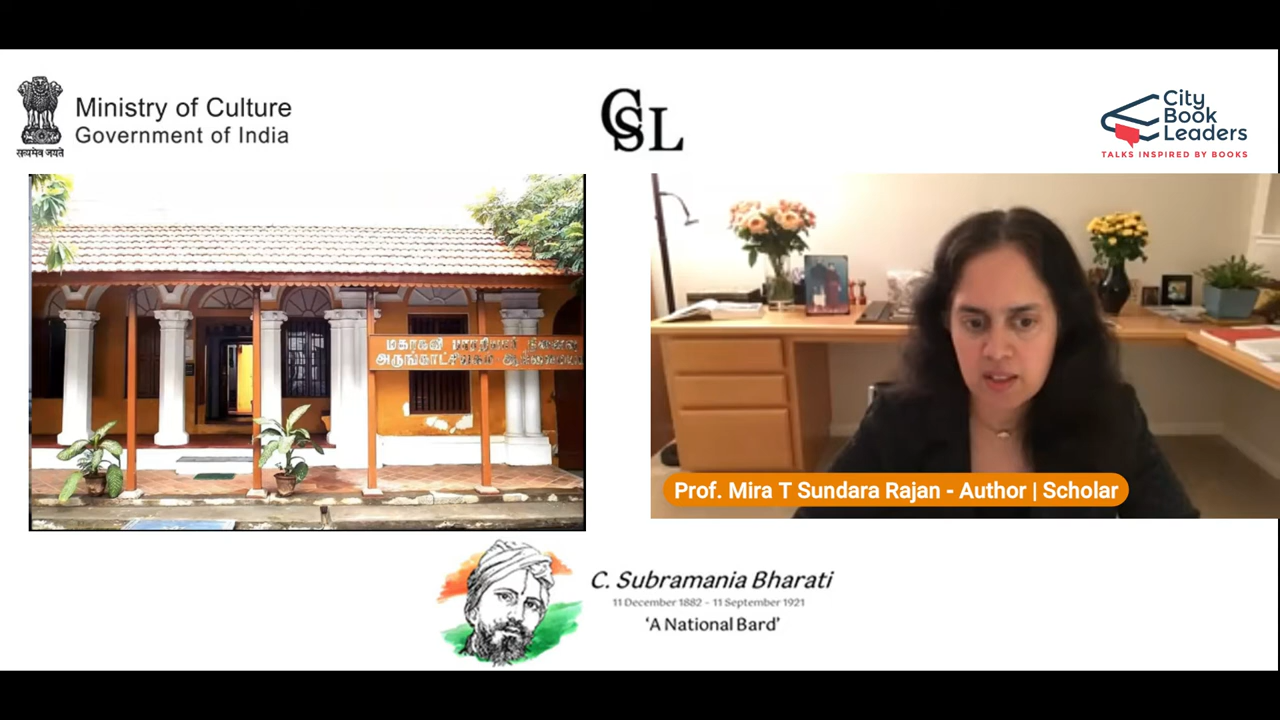 Ministry of Culture
Government of India
सत्यमेव जयते
CSL
City
Book
Leaders
TALKS INSPIRED BY BOOKS
மகாகவி பாரதியார் நினைவு
அருங்காட்சியகம்
Prof. Mira T Sundara Rajan - Author | Scholar
C. Subramania Bharati
11 December 1882 - 11 September 1921
‘A National Bard’